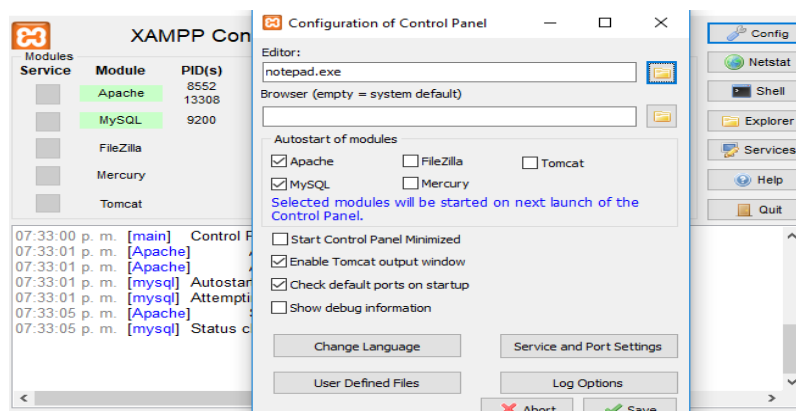 XAMPP Con
Modules
Service Module PID(s)
Apache 8552
13308
MySQL 9200
FileZilla
Mercury
Tomcat
07:33:00 p. m. [main] Control P
07:33:01 p. m. [Apache]
07:33:01 p. m. [Apache]
07:33:01 p. m. [mysql] Autostar
07:33:01 p. m. [mysql] Attempti
07:33:05 p. m. [Apache]
07:33:05 p. m. [mysql] Status c
Configuration of Control Panel
Editor:
notepad.exe
Browser (empty = system default)
Autostart of modules
Apache FileZilla Tomcat
MySQL Mercury
Selected modules will be started on next launch of the
Control Panel.
Start Control Panel Minimized
Enable Tomcat output window
Check default ports on startup
Show debug information
Change Language Service and Port Settings
User Defined Files Log Options
Abort Save
Config
Netstat
Shell
Explorer
Services
Help
Quit